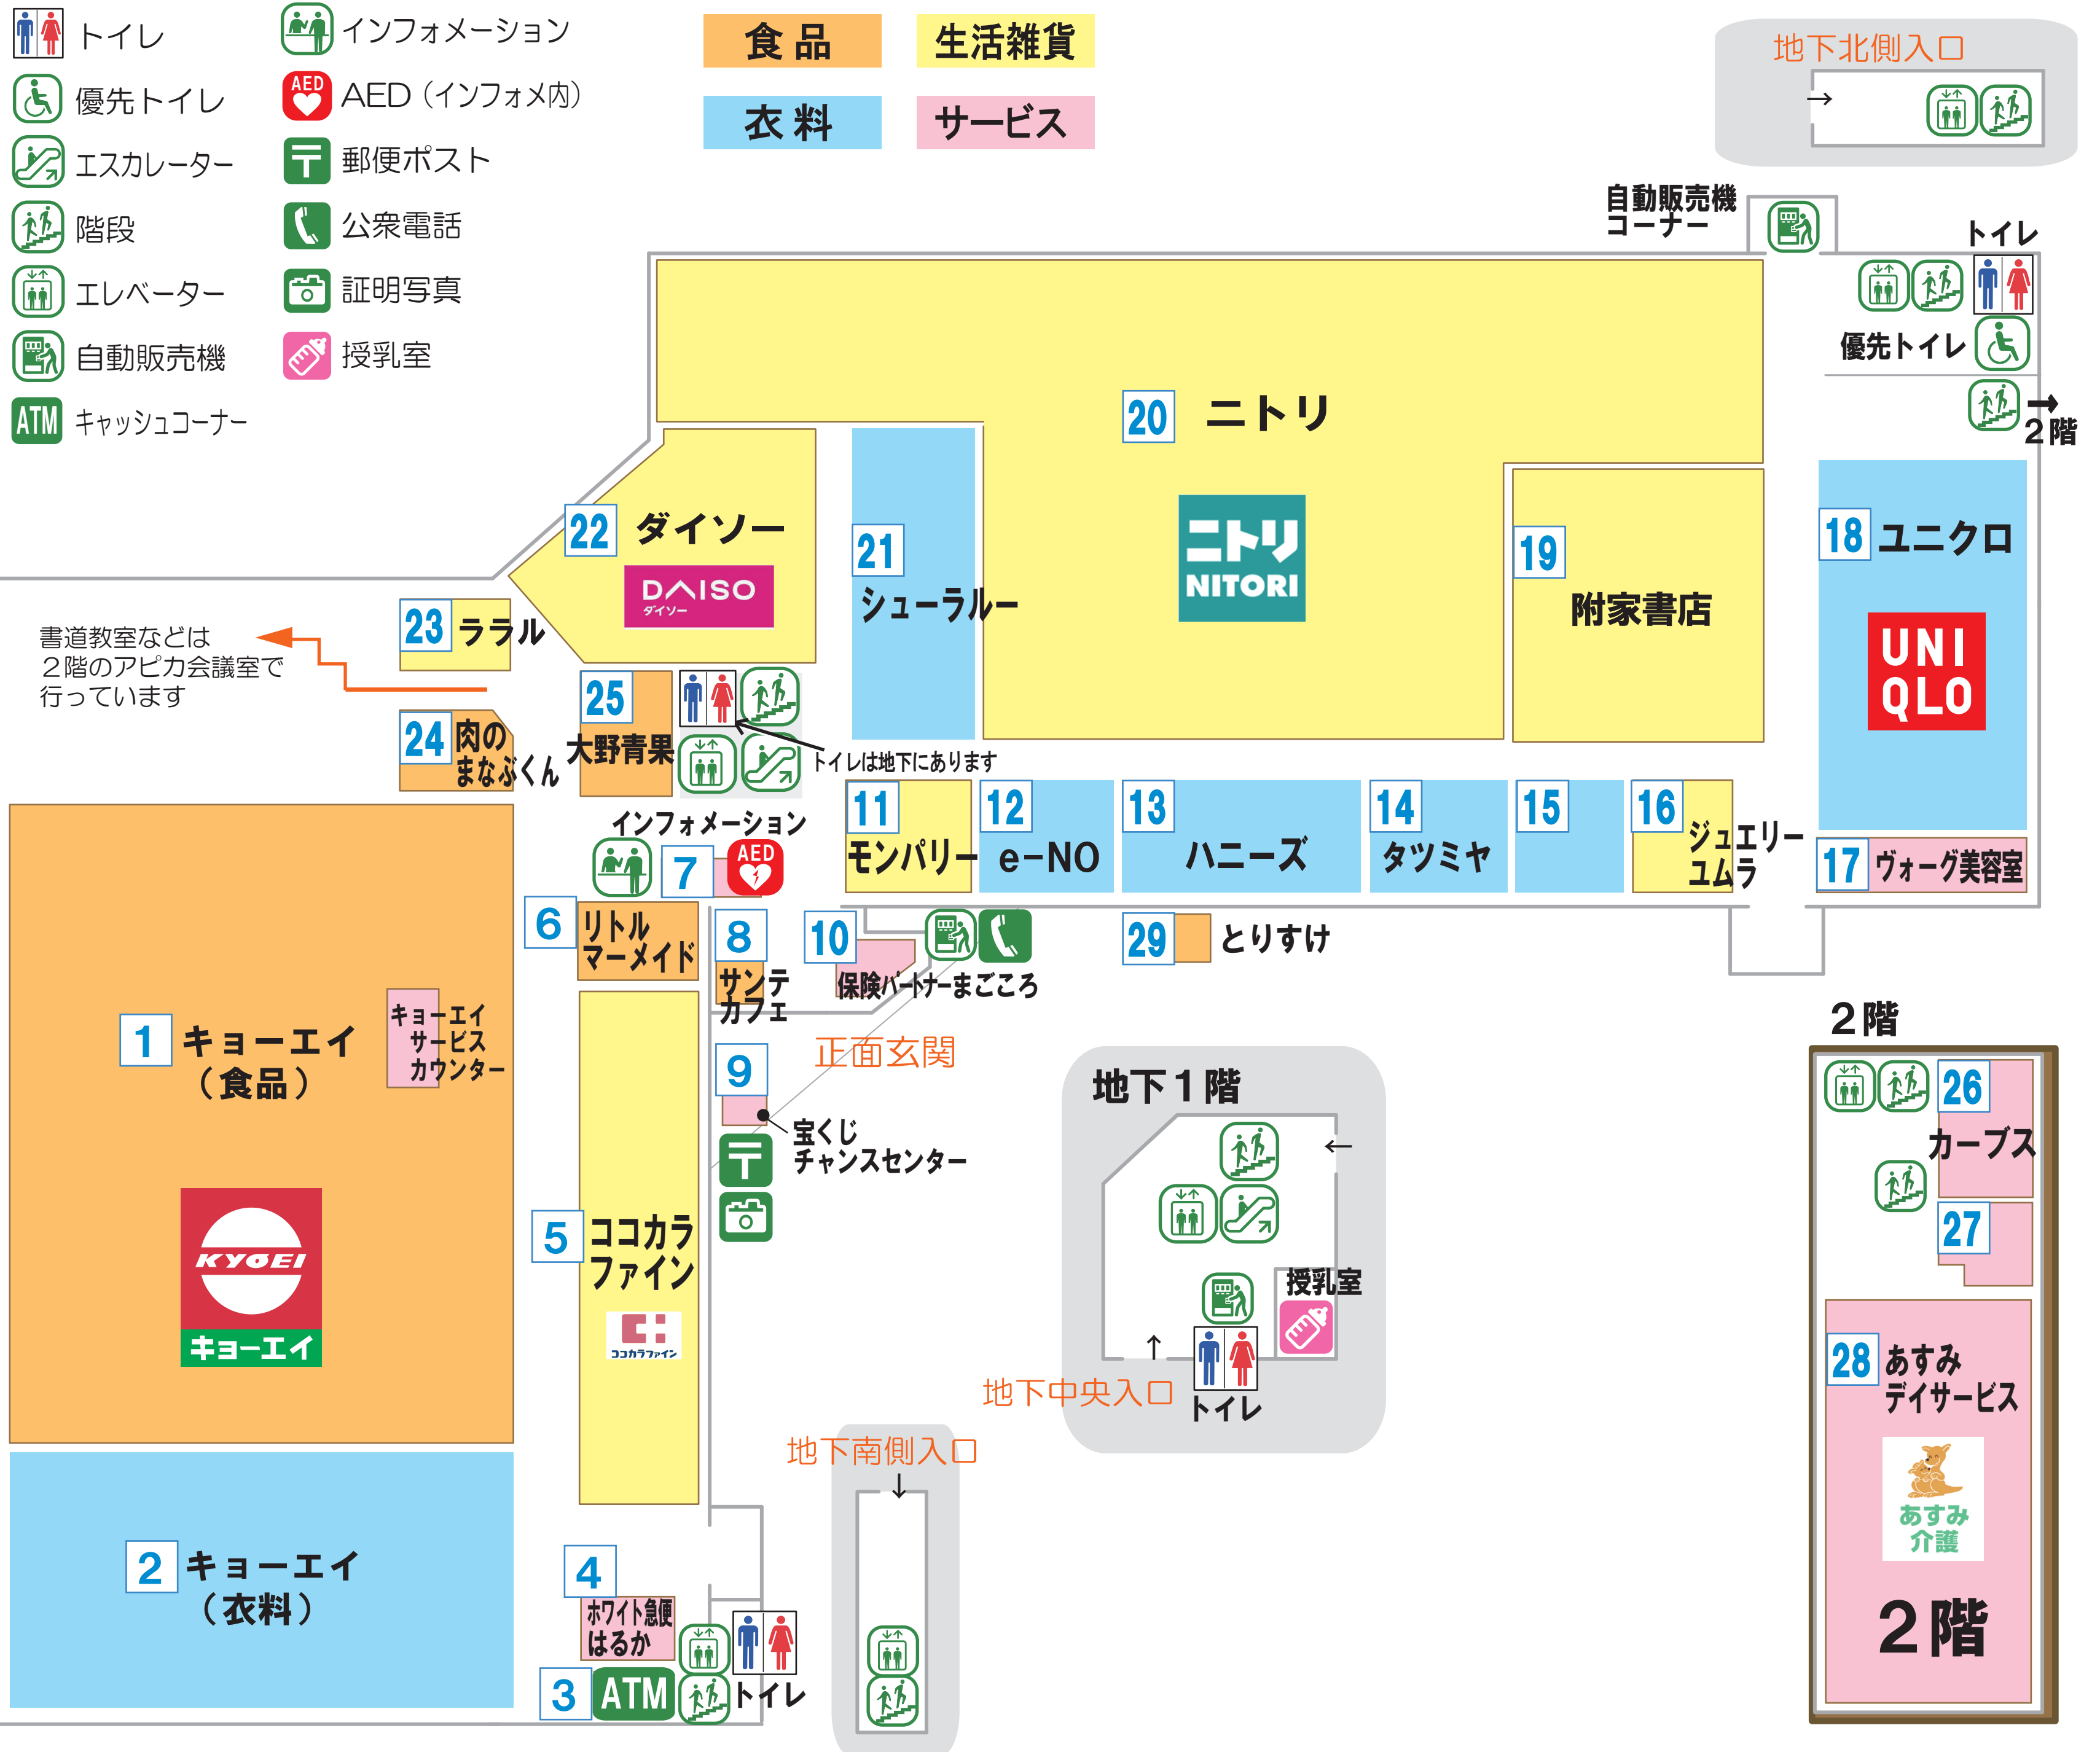 トイレ
優先トイレ
エスカレーター
階段
エレベーター
自動販売機
ATM キャッシュコーナー
インフォメーション
AED AED（インフォメ内）
郵便ポスト
公衆電話
証明写真
授乳室
食品
生活雑貨
衣料
サービス
地下北側入口
→
自動販売機
コーナー
トイレ
優先トイレ
➞
2階
20 ニトリ
ニトリ
NITORI
22 ダイソー
DAISO
ダイソー
21
シューラルー
19
附家書店
18 ユニクロ
UNI
QLO
23 ララル
書道教室などは
2階のアピカ会議室で
行っています
24 肉の
まなぶくん
25
大野青果
トイレは地下にあります
インフォメーション
7 AED
11
モンパリー
12
e-NO
13
ハニーズ
14
タツミヤ
15
16
ジュエリー
ユムラ
17 ヴォーグ美容室
6 リトル
マーメイド
8
サンテ
カフェ
10
保険パートナーまごころ
29 とりすけ
1 キョーエイ
（食品）
キョーエイ
サービス
カウンター
KYOEI
キョーエイ
正面玄関
9
宝くじ
チャンスセンター
5 ココカラ
ファイン
ココカラファイン
2 キョーエイ
（衣料）
4
ホワイト急便
はるか
3 ATM
トイレ
地下南側入口
↓
地下1階
←
授乳室
↑
トイレ
地下中央入口
2階
26
カーブス
27
28 あすみ
デイサービス
あすみ
介護
2階